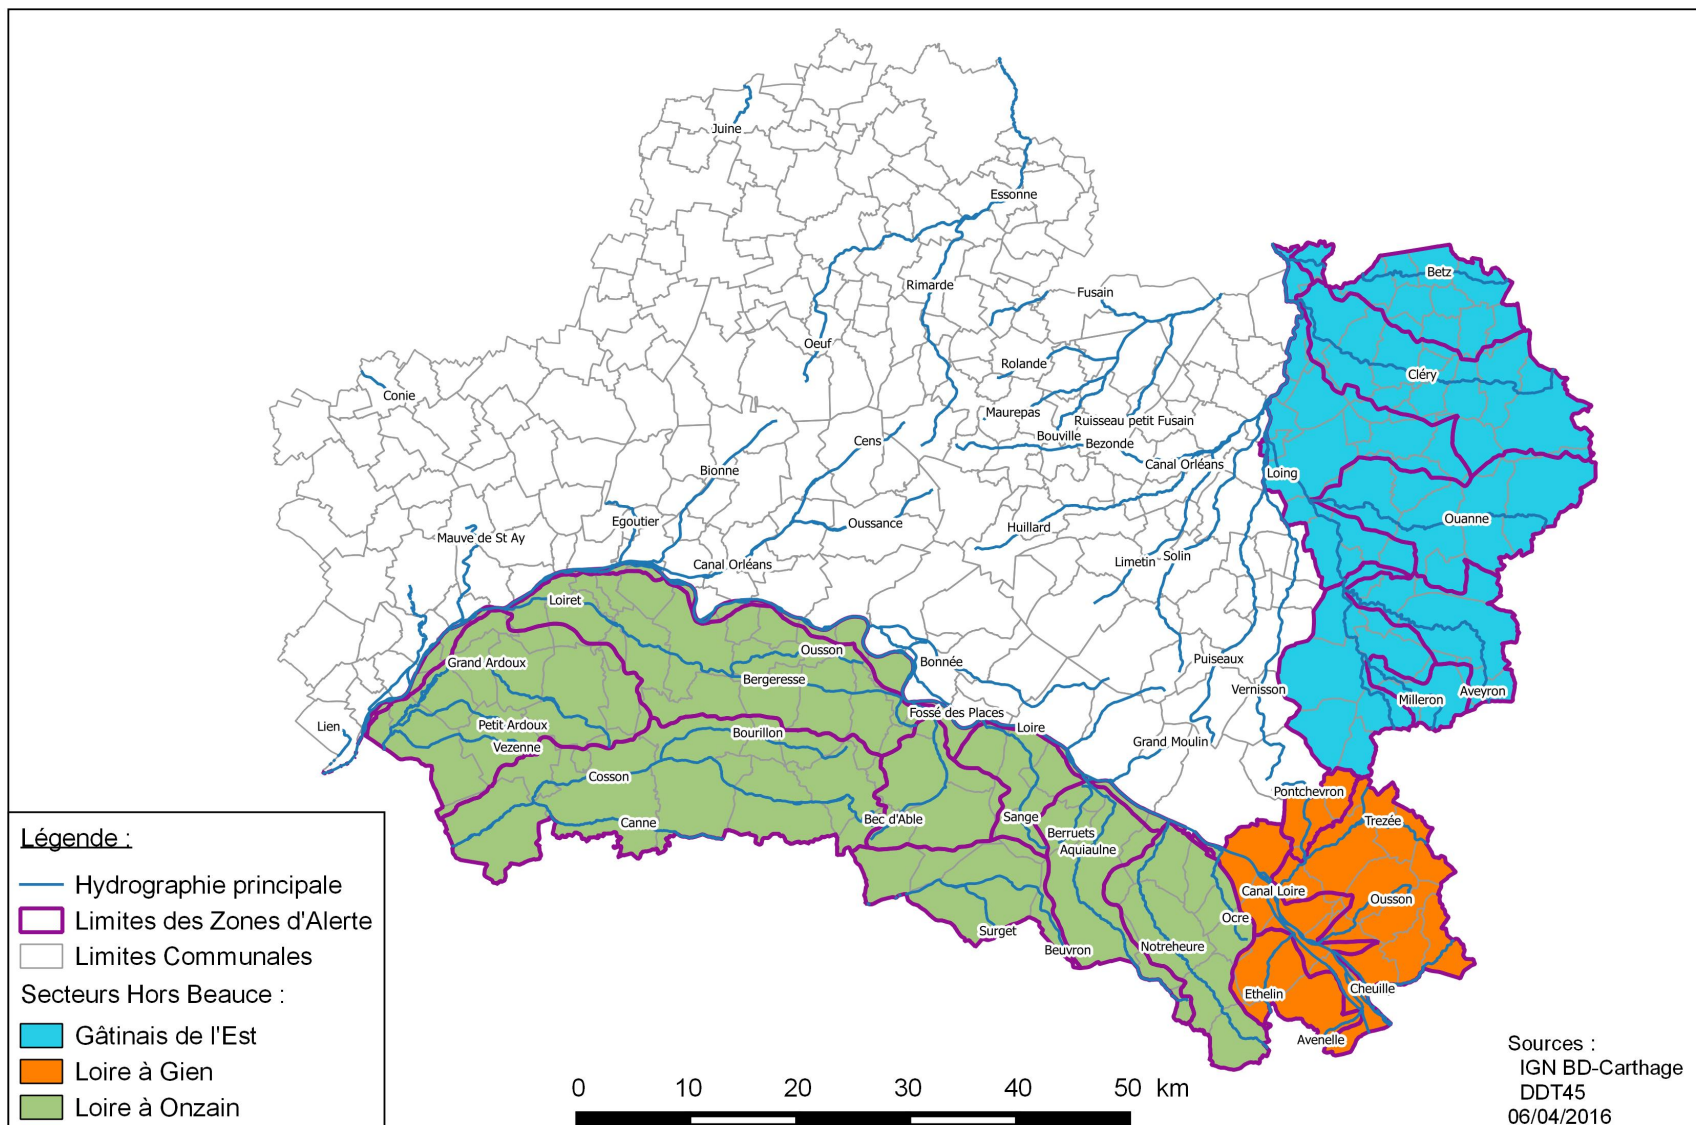 Juine
Essonne
Betz
Rimarde
Fusain
Oeuf
Rolande
Cléry
Conie
Maurepas
Ruisseau petit Fusain
Bouville
Bezonde
Cens
Canal Orléans
Bionne
Loing
Egoutier
Oussance
Huillard
Ouanne
Mauve de St Ay
Canal Orléans
Limetin
Solin
Loiret
Ousson
Grand Ardoux
Bonnée
Puiseaux
Bergeresse
Vernisson
Milleron
Aveyron
Fossé des Places
Lien
Petit Ardoux
Bourillon
Loire
Vezenne
Grand Moulin
Cosson
Pontchevron
Canne
Bec d'Able
Sange
Trezée
Berruets
Aquiaulne
Canal Loire
Ousson
Ocre
Surget
Beuvron
Notreheure
Ethelin
Cheuille
Avenelle
Légende :
Hydrographie principale
Limites des Zones d'Alerte
Limites Communales
Secteurs Hors Beauce :
Gâtinais de l'Est
Loire à Gien
Loire à Onzain
0 10 20 30 40 50 km
Sources :
IGN BD-Carthage
DDT45
06/04/2016